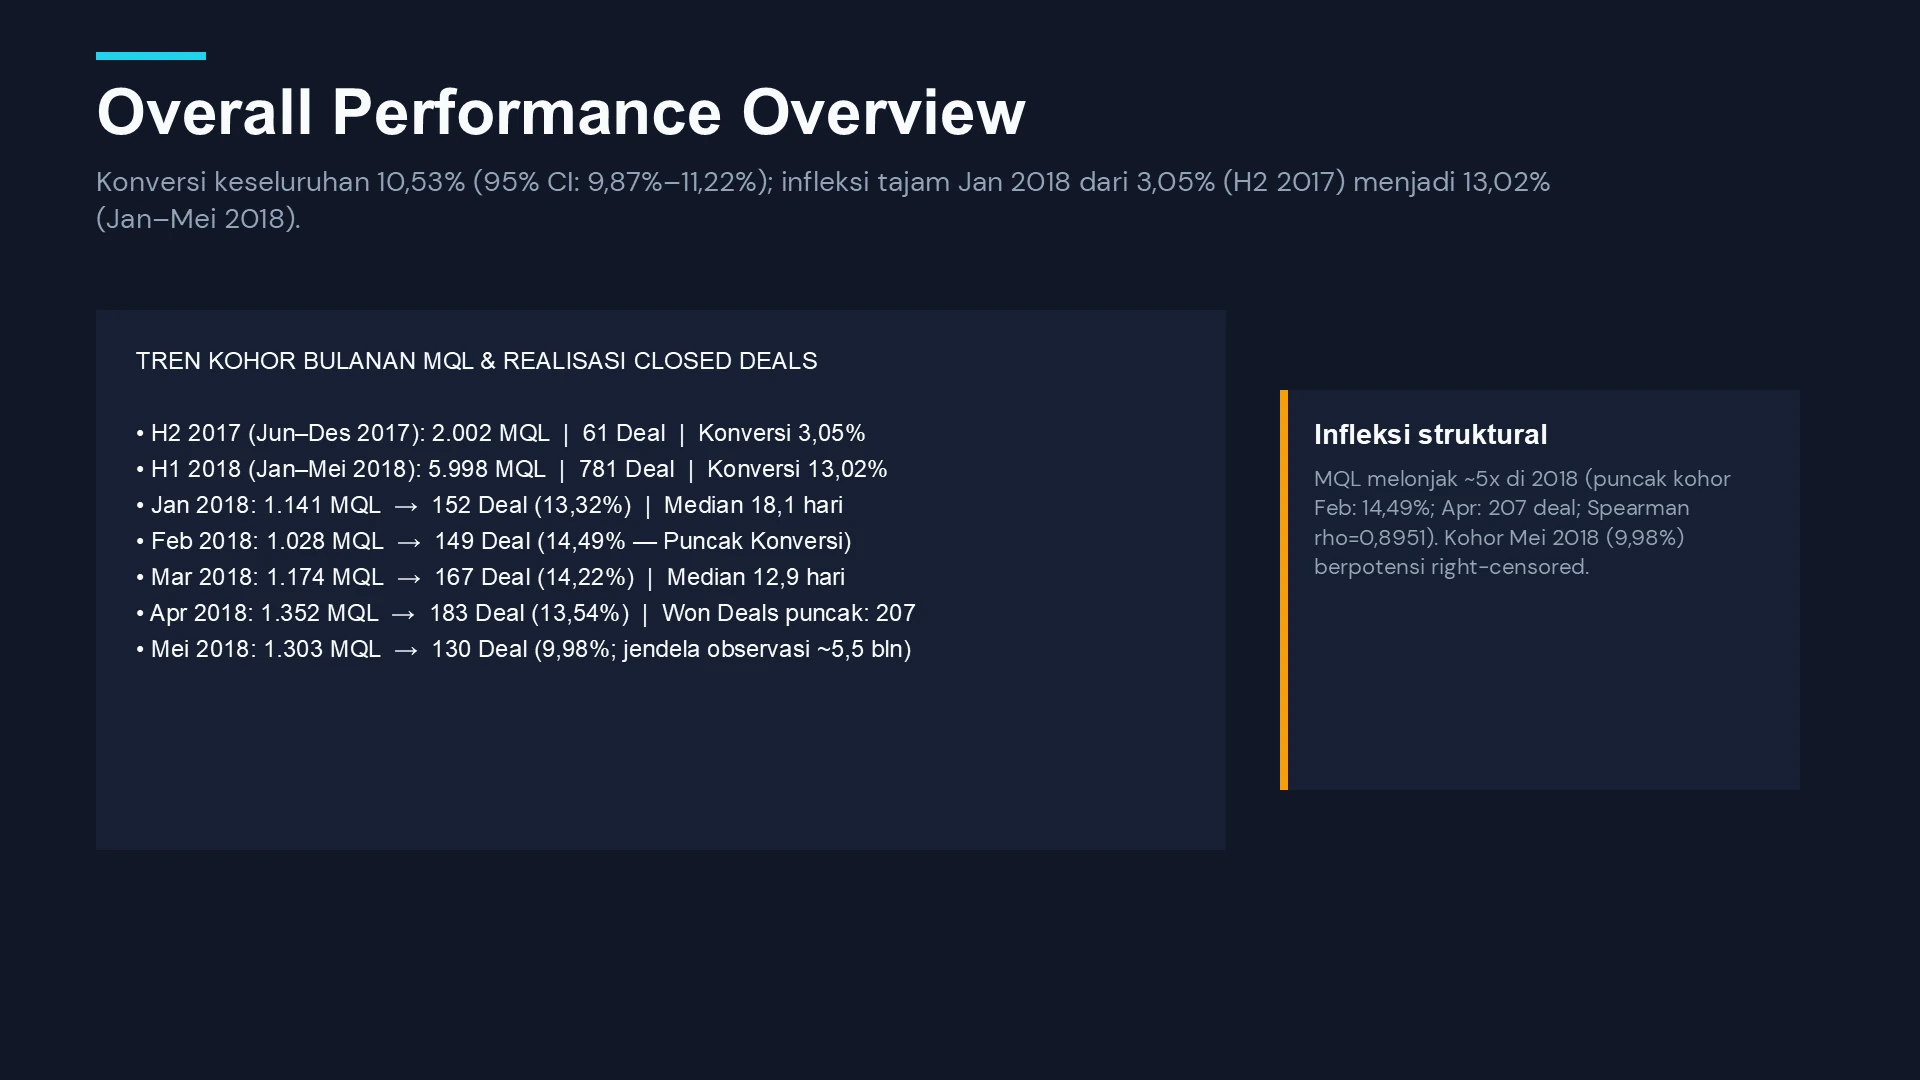 Overall Performance Overview
Konversi keseluruhan 10,53% (95% CI: 9,87%–11,22%); infleksi tajam Jan 2018 dari 3,05% (H2 2017) menjadi 13,02%
(Jan–Mei 2018).
TREN KOHOR BULANAN MQL & REALISASI CLOSED DEALS
• H2 2017 (Jun–Des 2017): 2.002 MQL | 61 Deal | Konversi 3,05%
• H1 2018 (Jan–Mei 2018): 5.998 MQL | 781 Deal | Konversi 13,02%
• Jan 2018: 1.141 MQL → 152 Deal (13,32%) | Median 18,1 hari
• Feb 2018: 1.028 MQL → 149 Deal (14,49% — Puncak Konversi)
• Mar 2018: 1.174 MQL → 167 Deal (14,22%) | Median 12,9 hari
• Apr 2018: 1.352 MQL → 183 Deal (13,54%) | Won Deals puncak: 207
• Mei 2018: 1.303 MQL → 130 Deal (9,98%; jendela observasi ~5,5 bln)
Infleksi struktural
MQL melonjak ~5x di 2018 (puncak kohor
Feb: 14,49%; Apr: 207 deal; Spearman
rho=0,8951). Kohor Mei 2018 (9,98%)
berpotensi right-censored.